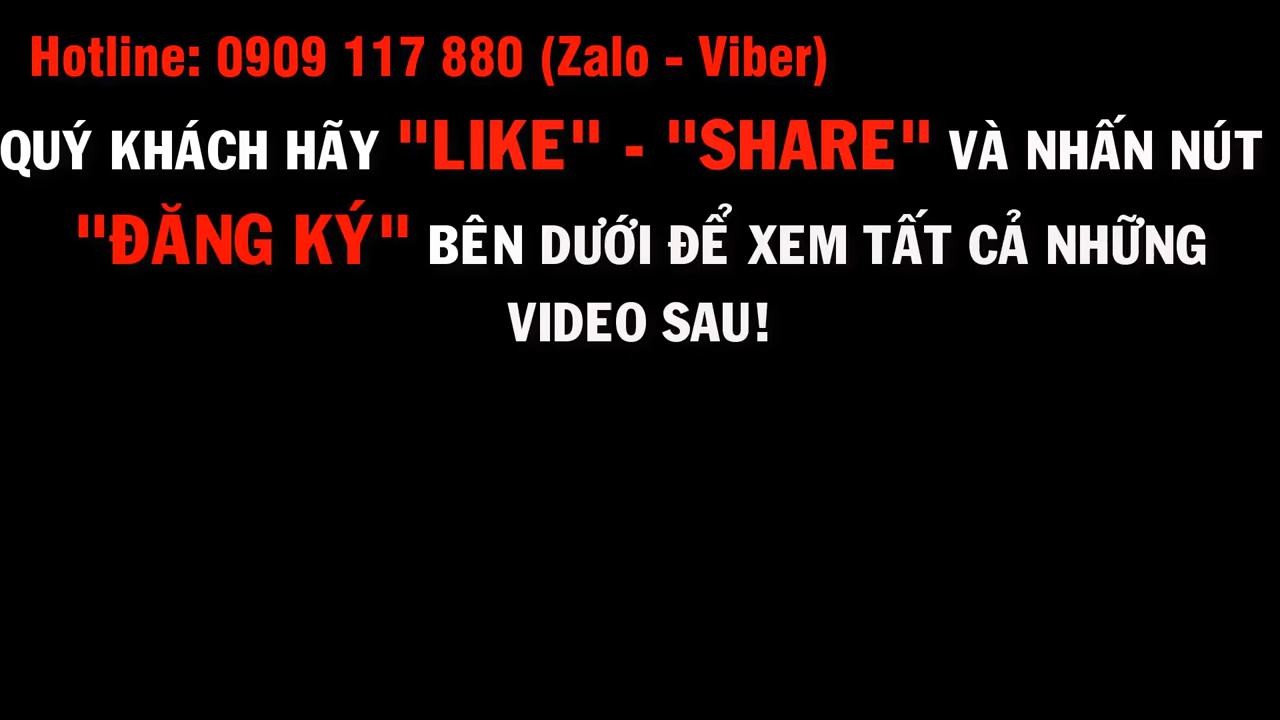 Hotline: 0909 117 880 (Zalo - Viber)
QUÝ KHÁCH HÃY "LIKE" - "SHARE" VÀ NHẤN NÚT
"ĐĂNG KÝ" BÊN DƯỚI ĐỂ XEM TẤT CẢ NHỮNG
VIDEO SAU!